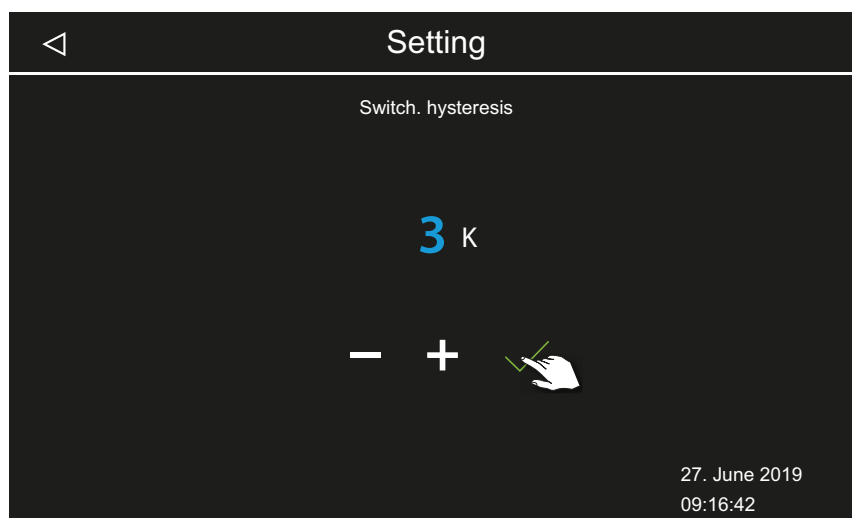 Setting
Switch. hysteresis
3 K
27. June 2019
09:16:42